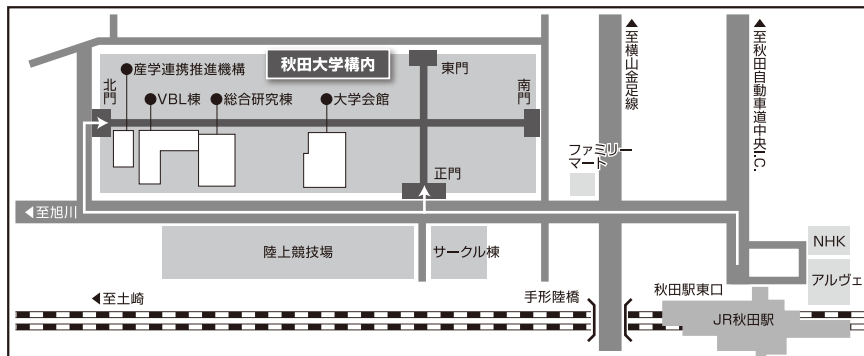 秋田大学構内
産学連携推進機構
北門
VBL棟
総合研究棟
大学会館
東門
南門
正門
▲至横山金足線
▲至秋田自動車道中央I.C.
ファミリー
マート
◀至旭川
陸上競技場
サークル棟
NHK
アルヴェ
◀至土崎
手形陸橋
秋田駅東口
JR秋田駅